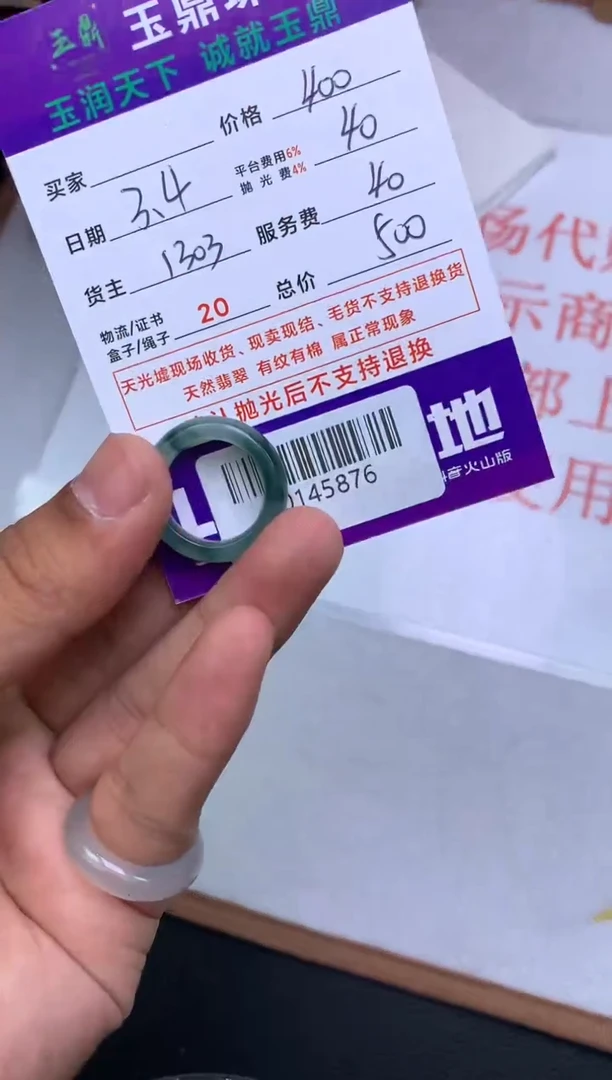 玉鼎 玉鼎
玉润天下 诚就玉鼎
买家 价格 400
日期 3.4 平台费用6% 抛光费4% 40
货主 1303 服务费 40
物流/证书 盒子/绳子 20 总价 500
天光墟现场收货、现卖现结、毛货不支持退换货
天然翡翠 有纹有棉 属正常现象
抛光后不支持退换
地
抖音火山版
0145876
场代
示商
都上
使用